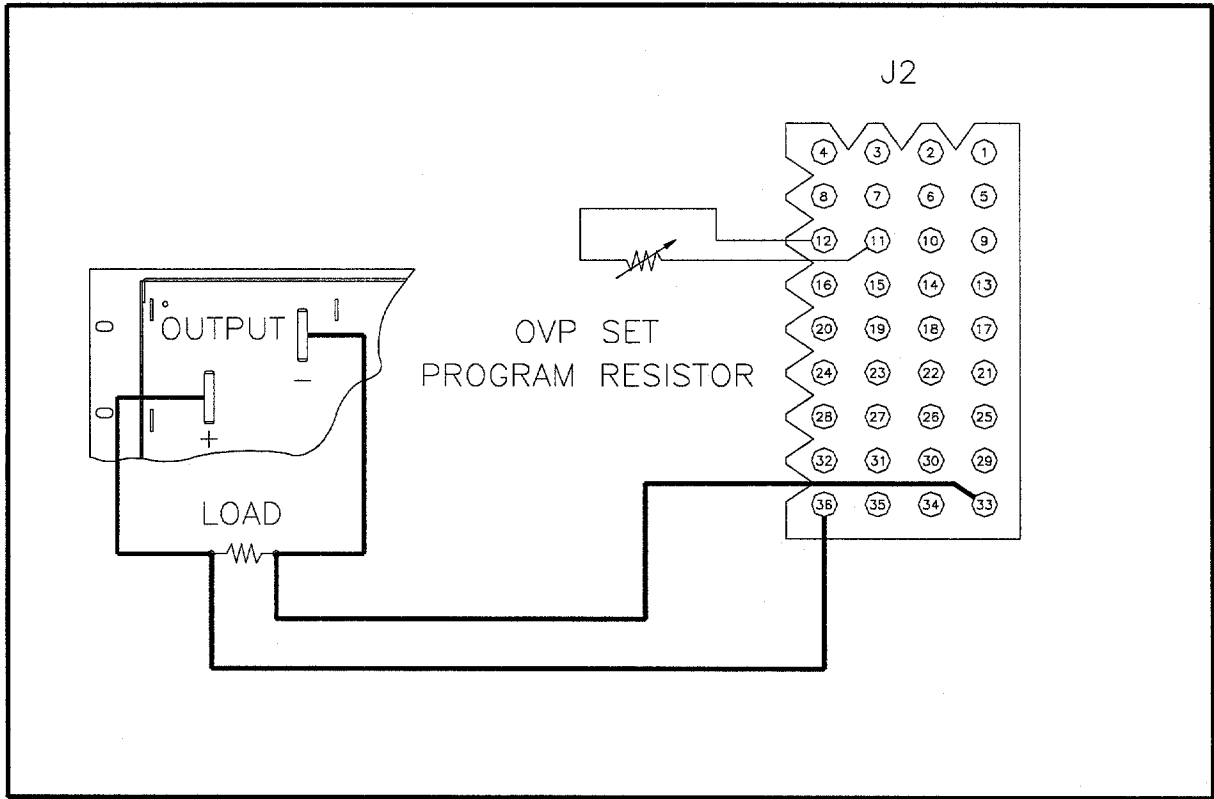 J2
4 3 2 1
8 7 6 5
12 11 10 9
16 15 14 13
OUTPUT
20 19 18 17
OVP SET
PROGRAM RESISTOR
24 23 22 21
−
28 27 26 25
+
32 31 30 29
36 35 34 33
LOAD